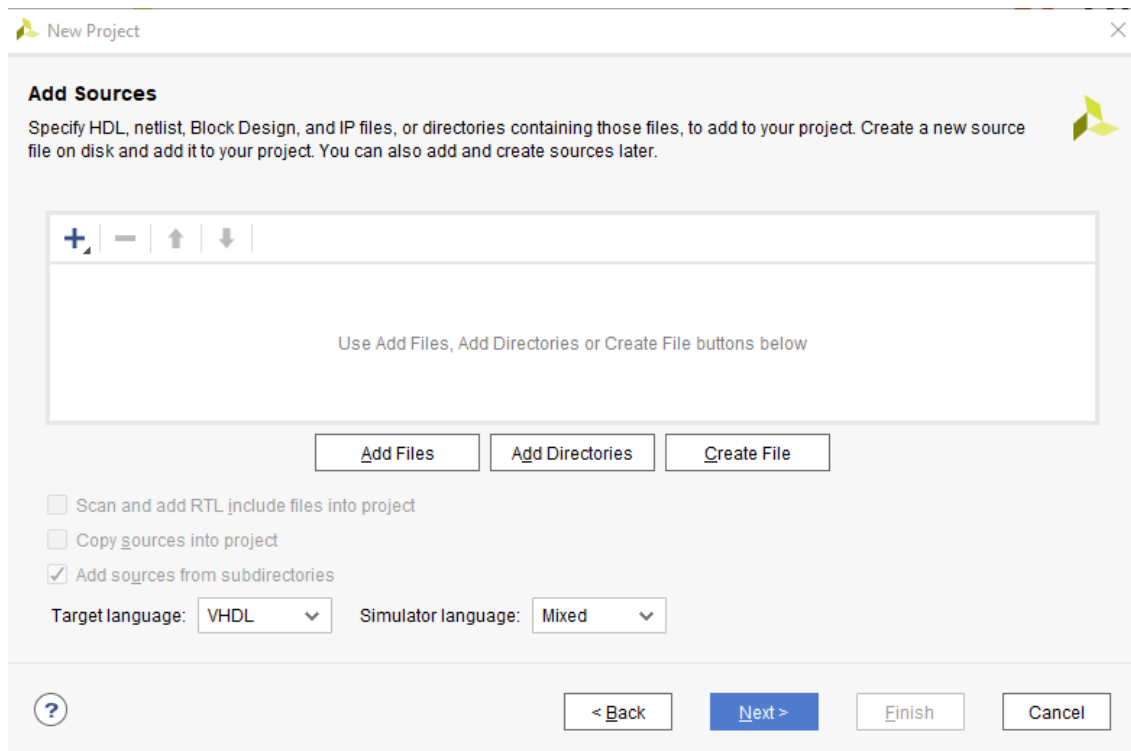 New Project
Add Sources
Specify HDL, netlist, Block Design, and IP files, or directories containing those files, to add to your project. Create a new source
file on disk and add it to your project. You can also add and create sources later.
Use Add Files, Add Directories or Create File buttons below
Add Files Add Directories Create File
Scan and add RTL include files into project
Copy sources into project
Add sources from subdirectories
Target language: VHDL Simulator language: Mixed
? < Back Next > Finish Cancel